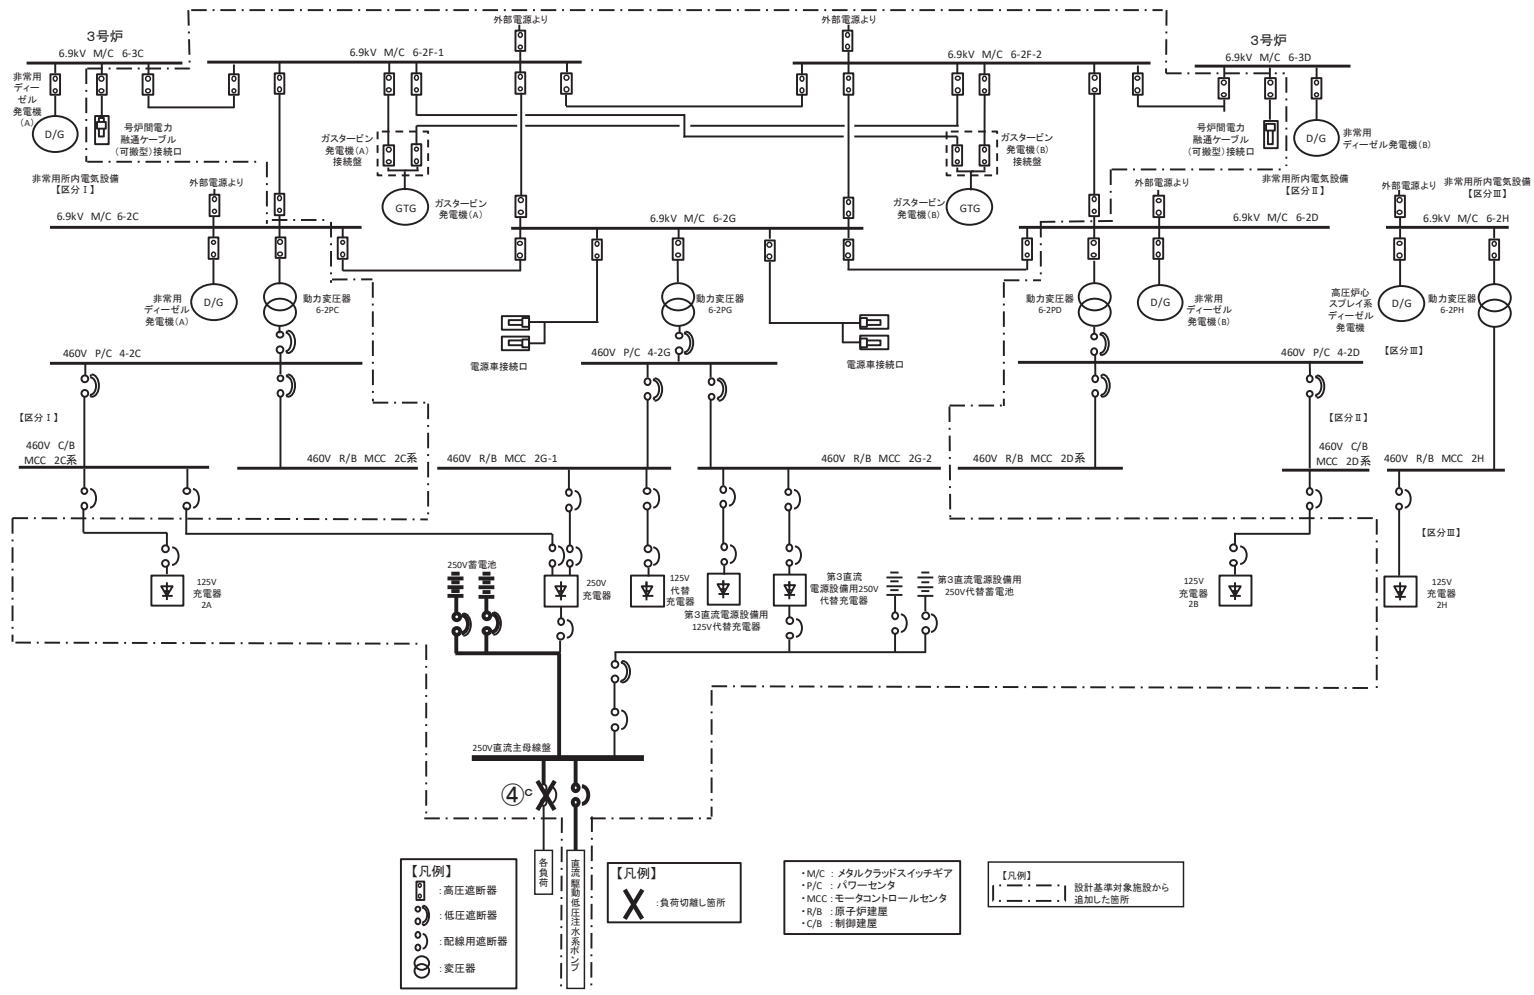 外部電源より
外部電源より
3号炉
6.9kV M/C 6-3C
6.9kV M/C 6-2F-1
6.9kV M/C 6-2F-2
3号炉
6.9kV M/C 6-3D
非常用
ディー
ゼル
発電機
(A)
D/G
号炉間電力
融通ケーブル
(可搬型)接続口
ガスタービン
発電機(A)
接続盤
ガスタービン
発電機(B)
接続盤
号炉間電力
融通ケーブル
(可搬型)接続口
D/G
非常用
ディーゼル発電機(B)
非常用所内電気設備
【区分Ⅰ】
外部電源より
GTG
ガスタービン
発電機(A)
ガスタービン
発電機(B)
GTG
外部電源より
非常用所内電気設備
【区分Ⅱ】
外部電源より
非常用所内電気設備
【区分Ⅲ】
6.9kV M/C 6-2C
6.9kV M/C 6-2G
6.9kV M/C 6-2D
6.9kV M/C 6-2H
非常用
ディーゼル
発電機(A)
D/G
動力変圧器
6-2PC
動力変圧器
6-2PG
動力変圧器
6-2PD
D/G
非常用
ディーゼル
発電機(B)
高圧炉心
スプレイ系
ディーゼル
発電機
D/G
動力変圧器
6-2PH
460V P/C 4-2C
電源車接続口
460V P/C 4-2G
電源車接続口
460V P/C 4-2D
【区分Ⅲ】
【区分Ⅰ】
【区分Ⅱ】
460V C/B
MCC 2C系
460V R/B MCC 2C系
460V R/B MCC 2G-1
460V R/B MCC 2G-2
460V R/B MCC 2D系
460V C/B
MCC 2D系
460V R/B MCC 2H
【区分Ⅲ】
125V
充電器
2A
250V蓄電池
250V
充電器
125V
代替
充電器
第3直流電源設備用
125V代替充電器
第3直流
電源設備用250V
代替充電器
第3直流電源設備用
250V代替蓄電池
125V
充電器
2B
125V
充電器
2H
250V直流主母線盤
④c
各負荷
直流駆動低圧注水系ポンプ
【凡例】
:高圧遮断器
:低圧遮断器
:配線用遮断器
:変圧器
【凡例】
:負荷切離し箇所
・M/C :メタルクラッドスイッチギア
・P/C :パワーセンタ
・MCC :モータコントロールセンタ
・R/B :原子炉建屋
・C/B :制御建屋
【凡例】
:設計基準対象施設から
追加した箇所